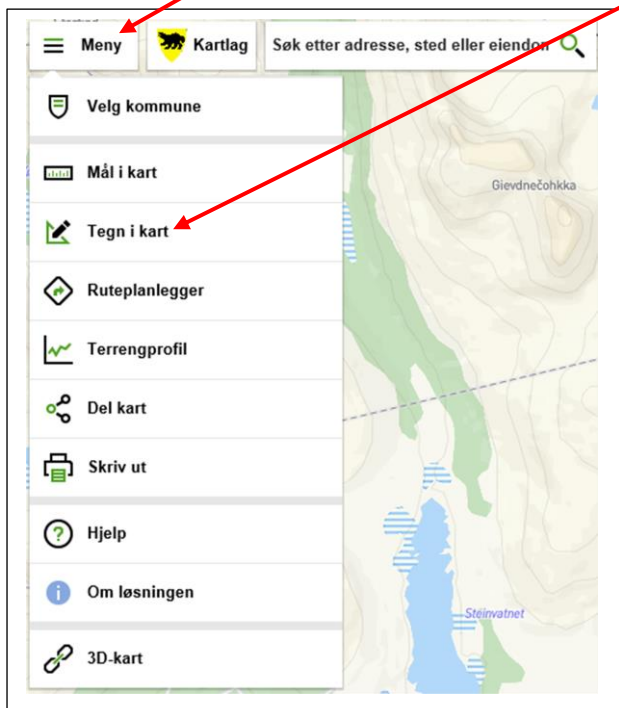 Meny
Kartlag
Søk etter adresse, sted eller eiendom
Velg kommune
Mål i kart
Gievdnečohkka
Tegn i kart
Ruteplanlegger
Terrengprofil
Del kart
Skriv ut
Hjelp
Om løsningen
Steinvatnet
3D-kart